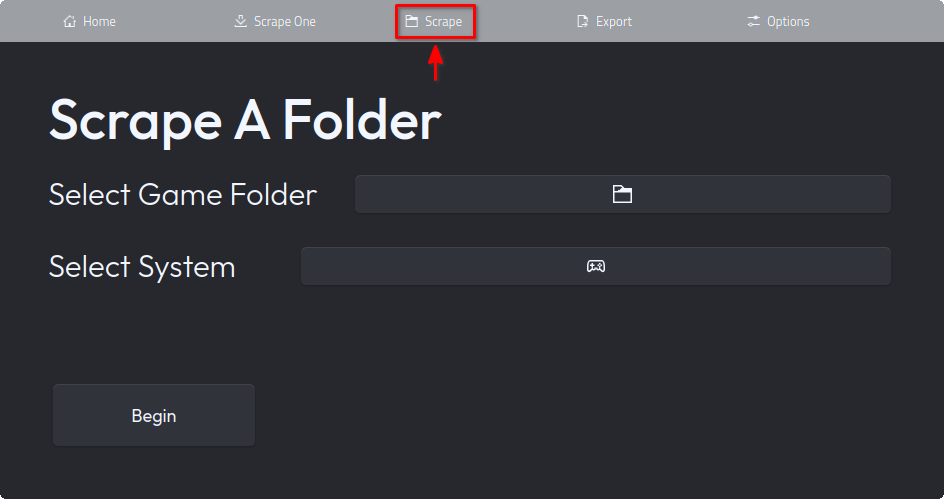 Home Scrape One Scrape Export Options
Scrape A Folder
Select Game Folder
Select System
Begin